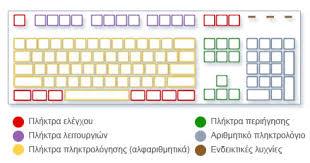 Πλήκτρα ελέγχου
Πλήκτρα λειτουργιών
Πλήκτρα πληκτρολόγησης (αλφαριθμητικά)
Πλήκτρα περιήγησης
Αριθμητικό πληκτρολόγιο
Ενδεικτικές λυχνίες